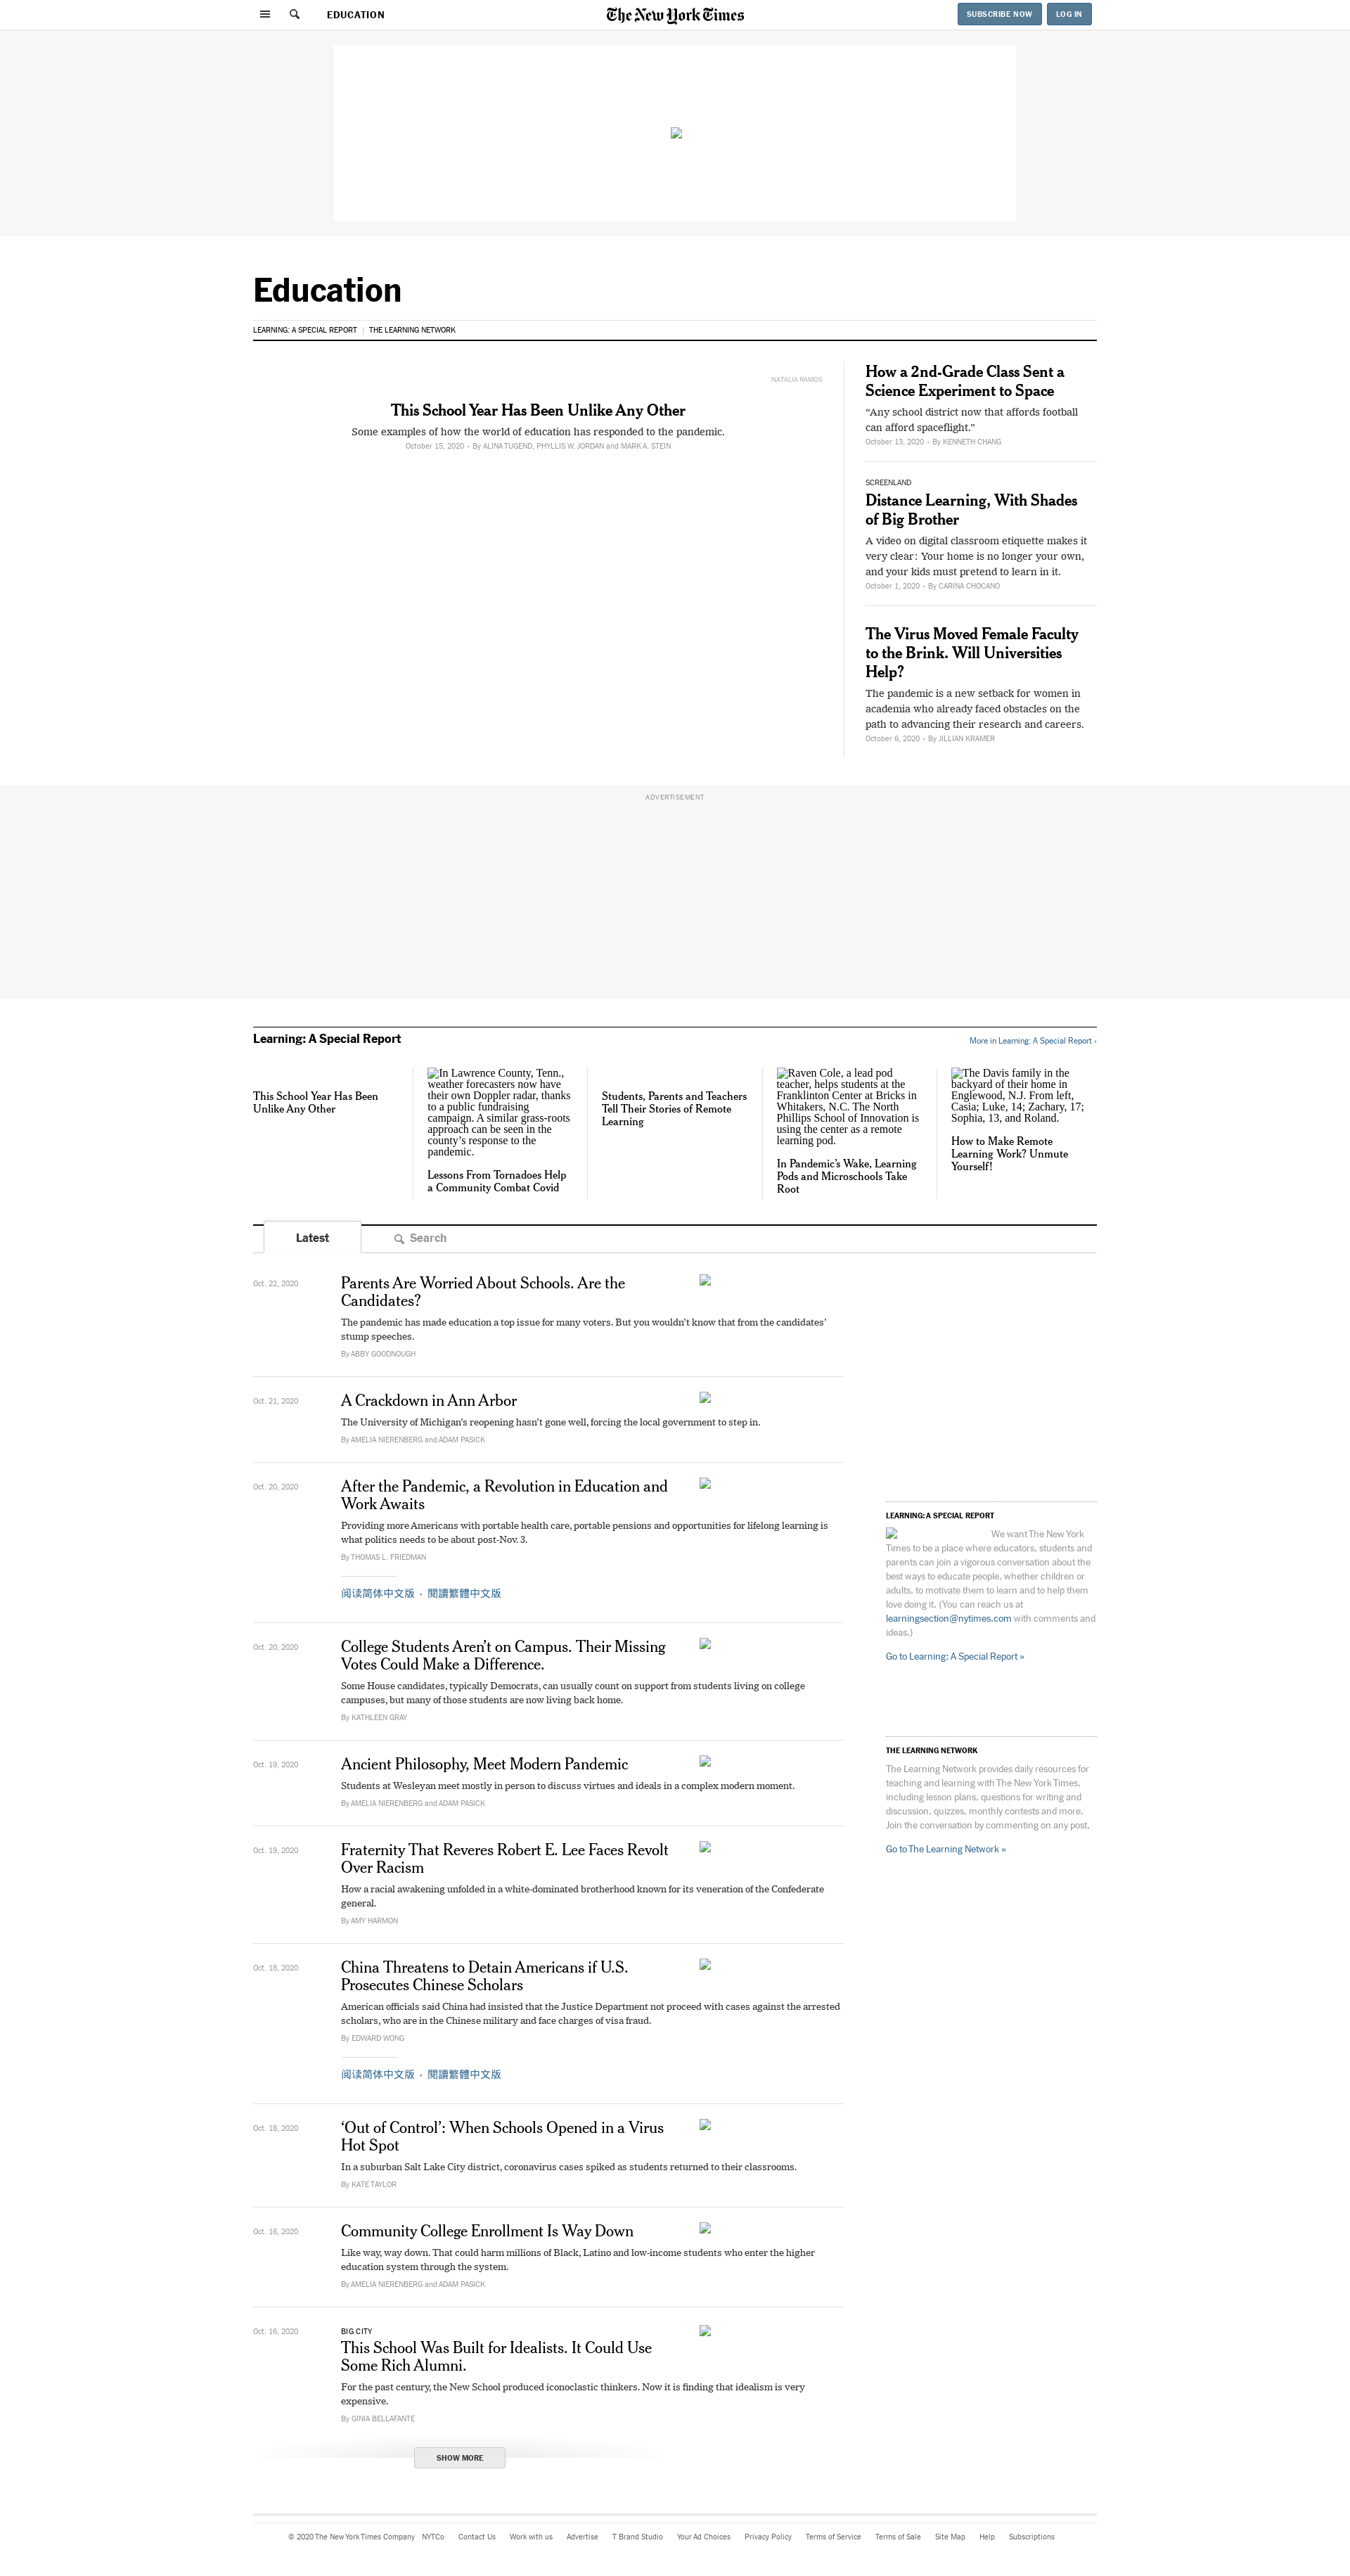 EDUCATION
The New York Times
SUBSCRIBE NOW
LOG IN
Education
LEARNING: A SPECIAL REPORT | THE LEARNING NETWORK
NATALIA RAMOS
This School Year Has Been Unlike Any Other
Some examples of how the world of education has responded to the pandemic.
October 15, 2020 - By ALINA TUGEND, PHYLLIS W. JORDAN and MARK A. STEIN
How a 2nd-Grade Class Sent a
Science Experiment to Space
“Any school district now that affords football
can afford spaceflight.”
October 13, 2020 - By KENNETH CHANG
SCREENLAND
Distance Learning, With Shades
of Big Brother
A video on digital classroom etiquette makes it
very clear: Your home is no longer your own,
and your kids must pretend to learn in it.
October 1, 2020 - By CARINA CHOCANO
The Virus Moved Female Faculty
to the Brink. Will Universities
Help?
The pandemic is a new setback for women in
academia who already faced obstacles on the
path to advancing their research and careers.
October 6, 2020 - By JILLIAN KRAMER
ADVERTISEMENT
Learning: A Special Report
More in Learning: A Special Report ›
This School Year Has Been
Unlike Any Other
In Lawrence County, Tenn.,
weather forecasters now have
their own Doppler radar, thanks
to a public fundraising
campaign. A similar grass-roots
approach can be seen in the
county’s response to the
pandemic.
Lessons From Tornadoes Help
a Community Combat Covid
Students, Parents and Teachers
Tell Their Stories of Remote
Learning
Raven Cole, a lead pod
teacher, helps students at the
Franklinton Center at Bricks in
Whitakers, N.C. The North
Phillips School of Innovation is
using the center as a remote
learning pod.
In Pandemic’s Wake, Learning
Pods and Microschools Take
Root
The Davis family in the
backyard of their home in
Englewood, N.J. From left,
Casia; Luke, 14; Zachary, 17;
Sophia, 13, and Roland.
How to Make Remote
Learning Work? Unmute
Yourself!
Latest
Search
Oct. 22, 2020
Parents Are Worried About Schools. Are the
Candidates?
The pandemic has made education a top issue for many voters. But you wouldn’t know that from the candidates’
stump speeches.
By ABBY GOODNOUGH
Oct. 21, 2020
A Crackdown in Ann Arbor
The University of Michigan’s reopening hasn’t gone well, forcing the local government to step in.
By AMELIA NIERENBERG and ADAM PASICK
Oct. 20, 2020
After the Pandemic, a Revolution in Education and
Work Awaits
Providing more Americans with portable health care, portable pensions and opportunities for lifelong learning is
what politics needs to be about post-Nov. 3.
By THOMAS L. FRIEDMAN
阅读简体中文版 • 閱讀繁體中文版
Oct. 20, 2020
College Students Aren’t on Campus. Their Missing
Votes Could Make a Difference.
Some House candidates, typically Democrats, can usually count on support from students living on college
campuses, but many of those students are now living back home.
By KATHLEEN GRAY
Oct. 19, 2020
Ancient Philosophy, Meet Modern Pandemic
Students at Wesleyan meet mostly in person to discuss virtues and ideals in a complex modern moment.
By AMELIA NIERENBERG and ADAM PASICK
Oct. 19, 2020
Fraternity That Reveres Robert E. Lee Faces Revolt
Over Racism
How a racial awakening unfolded in a white-dominated brotherhood known for its veneration of the Confederate
general.
By AMY HARMON
Oct. 18, 2020
China Threatens to Detain Americans if U.S.
Prosecutes Chinese Scholars
American officials said China had insisted that the Justice Department not proceed with cases against the arrested
scholars, who are in the Chinese military and face charges of visa fraud.
By EDWARD WONG
阅读简体中文版 • 閱讀繁體中文版
Oct. 18, 2020
‘Out of Control’: When Schools Opened in a Virus
Hot Spot
In a suburban Salt Lake City district, coronavirus cases spiked as students returned to their classrooms.
By KATE TAYLOR
Oct. 16, 2020
Community College Enrollment Is Way Down
Like way, way down. That could harm millions of Black, Latino and low-income students who enter the higher
education system through the system.
By AMELIA NIERENBERG and ADAM PASICK
Oct. 16, 2020
BIG CITY
This School Was Built for Idealists. It Could Use
Some Rich Alumni.
For the past century, the New School produced iconoclastic thinkers. Now it is finding that idealism is very
expensive.
By GINIA BELLAFANTE
SHOW MORE
LEARNING: A SPECIAL REPORT
We want The New York
Times to be a place where educators, students and
parents can join a vigorous conversation about the
best ways to educate people, whether children or
adults, to motivate them to learn and to help them
love doing it. (You can reach us at
learningsection@nytimes.com with comments and
ideas.)
Go to Learning: A Special Report »
THE LEARNING NETWORK
The Learning Network provides daily resources for
teaching and learning with The New York Times,
including lesson plans, questions for writing and
discussion, quizzes, monthly contests and more.
Join the conversation by commenting on any post.
Go to The Learning Network »
© 2020 The New York Times Company NYTCo Contact Us Work with us Advertise T Brand Studio Your Ad Choices Privacy Policy Terms of Service Terms of Sale Site Map Help Subscriptions